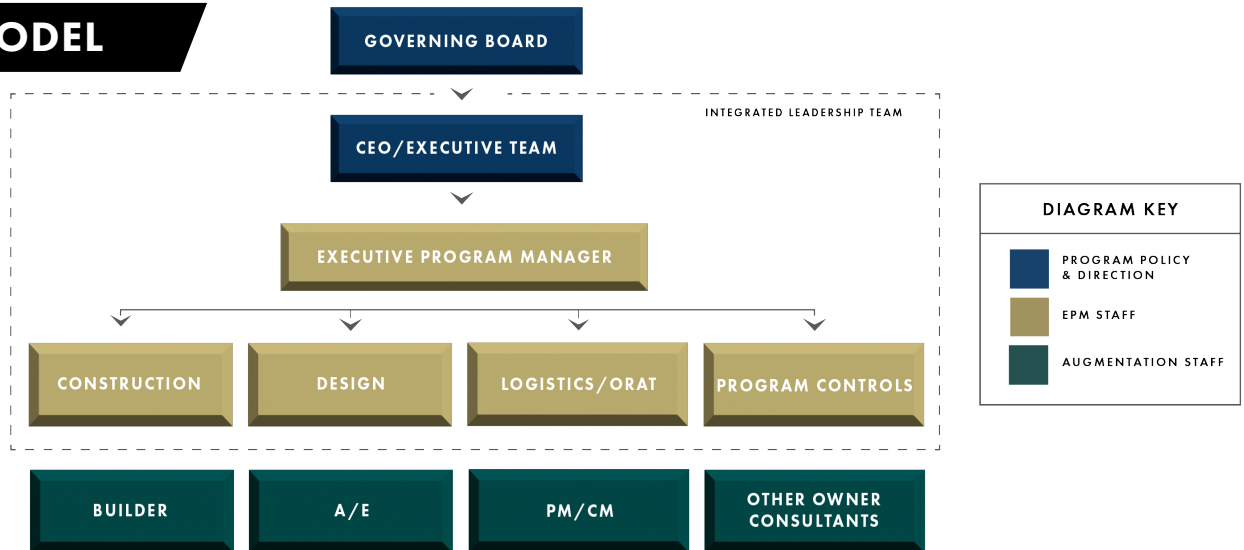 ODEL
GOVERNING BOARD
INTEGRATED LEADERSHIP TEAM
CEO/EXECUTIVE TEAM
EXECUTIVE PROGRAM MANAGER
CONSTRUCTION
DESIGN
LOGISTICS/ORAT
PROGRAM CONTROLS
BUILDER
A/E
PM/CM
OTHER OWNER
CONSULTANTS
DIAGRAM KEY
PROGRAM POLICY
& DIRECTION
EPM STAFF
AUGMENTATION STAFF